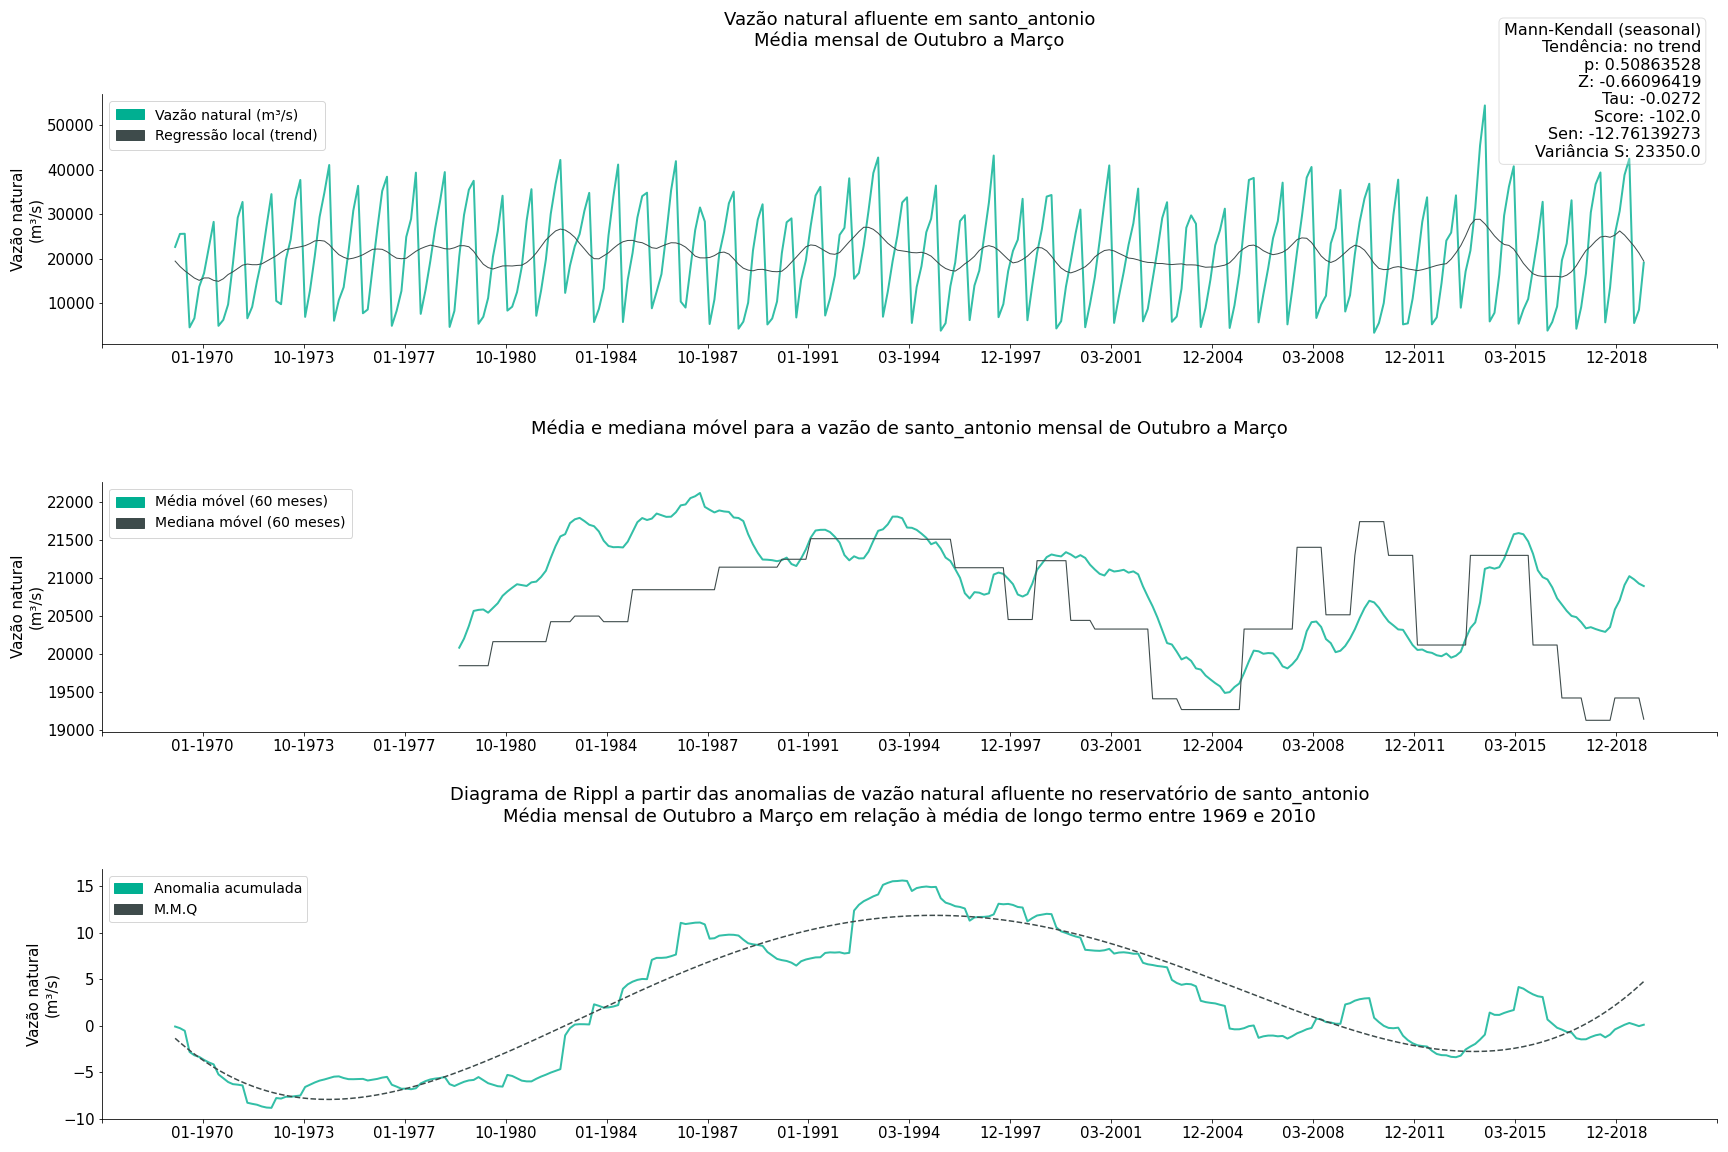 Vazão natural afluente em santo_antonio
Média mensal de Outubro a Março
Mann-Kendall (seasonal)
Tendência: no trend
p: 0.50863528
Z: -0.66096419
Tau: -0.0272
Score: -102.0
Sen: -12.76139273
Variância S: 23350.0
Vazão natural (m³/s)
Regressão local (trend)
Vazão natural
(m³/s)
50000
40000
30000
20000
10000
01-1970 10-1973 01-1977 10-1980 01-1984 10-1987 01-1991 03-1994 12-1997 03-2001 12-2004 03-2008 12-2011 03-2015 12-2018
Média e mediana móvel para a vazão de santo_antonio mensal de Outubro a Março
Média móvel (60 meses)
Mediana móvel (60 meses)
Vazão natural
(m³/s)
22000
21500
21000
20500
20000
19500
19000
01-1970 10-1973 01-1977 10-1980 01-1984 10-1987 01-1991 03-1994 12-1997 03-2001 12-2004 03-2008 12-2011 03-2015 12-2018
Diagrama de Rippl a partir das anomalias de vazão natural afluente no reservatório de santo_antonio
Média mensal de Outubro a Março em relação à média de longo termo entre 1969 e 2010
Anomalia acumulada
M.M.Q
Vazão natural
(m³/s)
15
10
5
0
−5
−10
01-1970 10-1973 01-1977 10-1980 01-1984 10-1987 01-1991 03-1994 12-1997 03-2001 12-2004 03-2008 12-2011 03-2015 12-2018